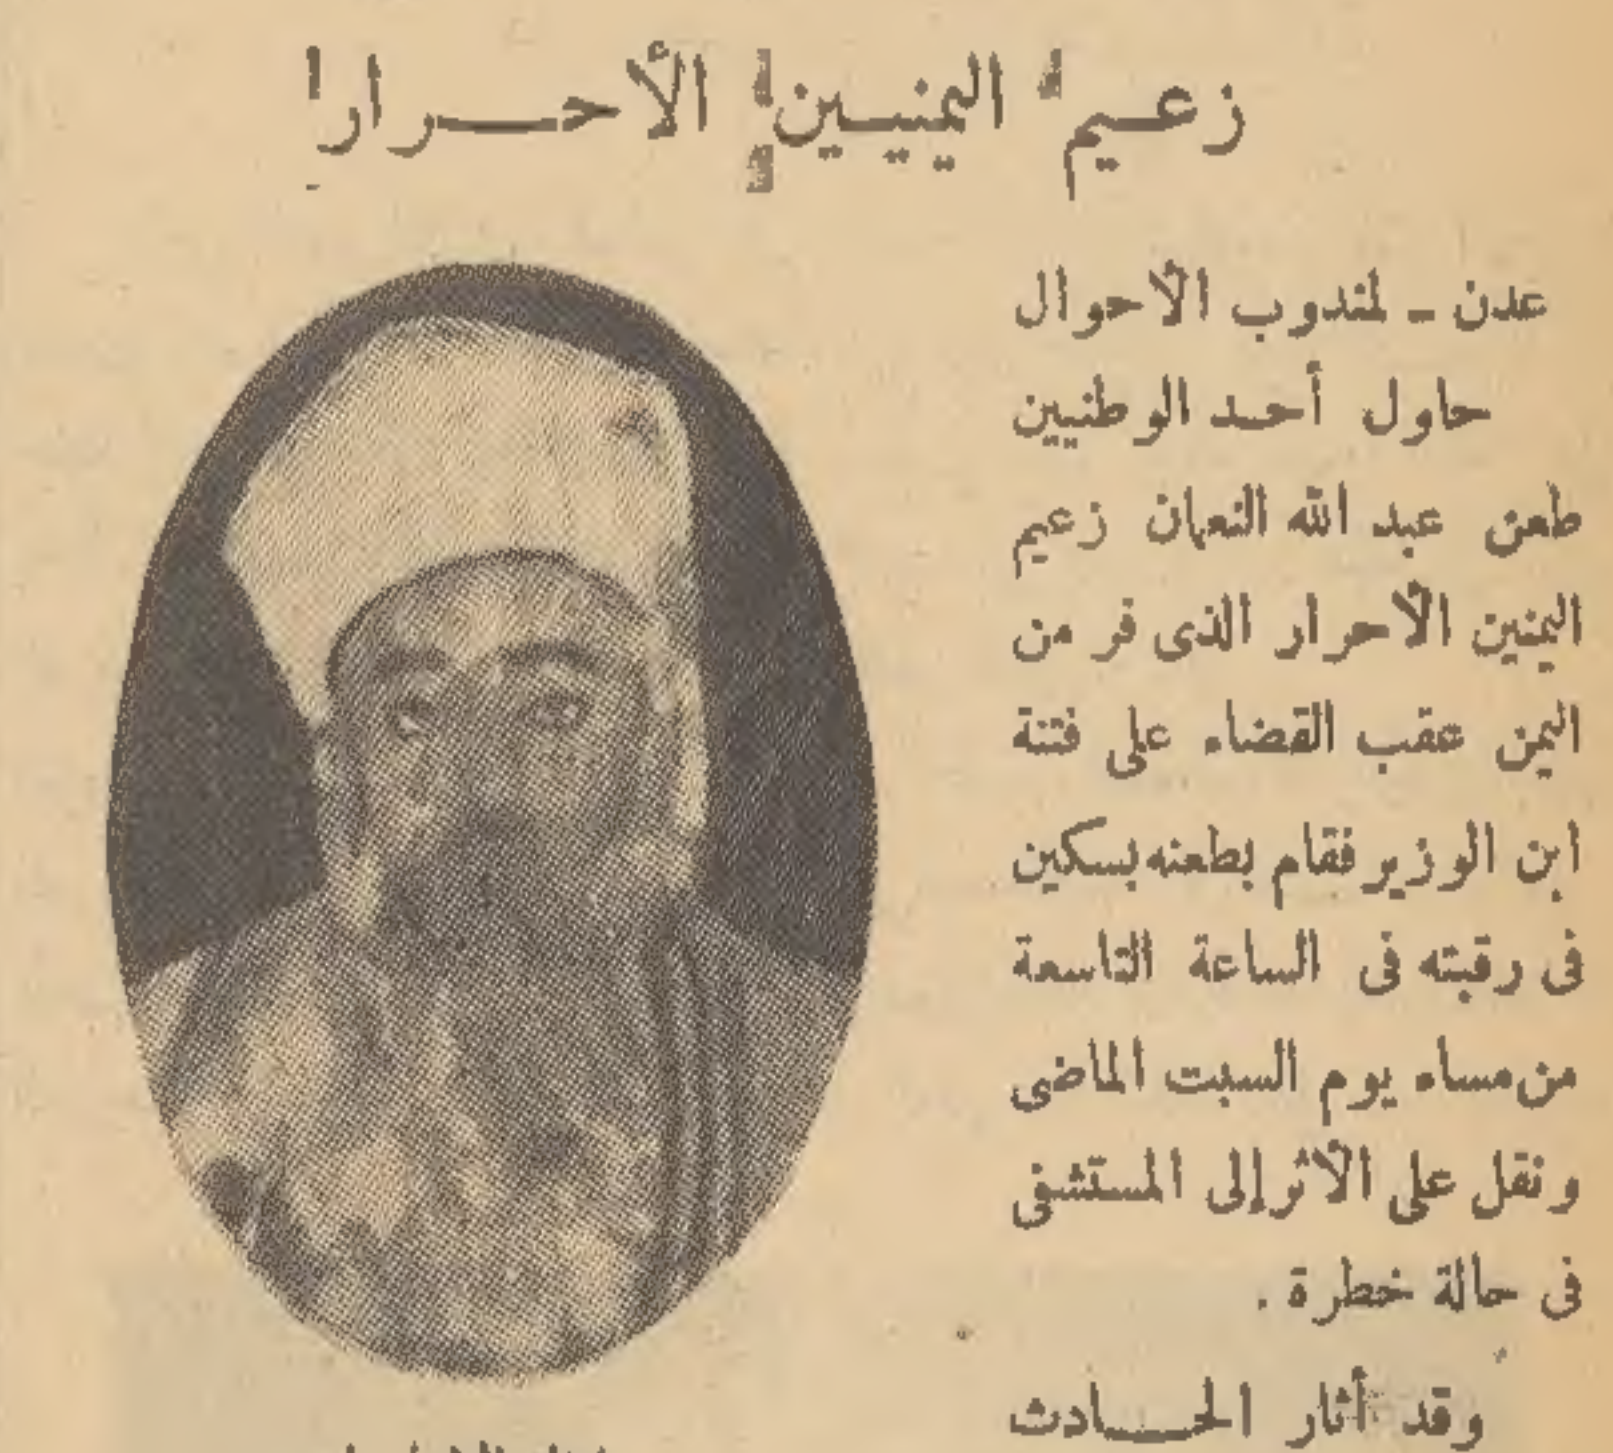 زعيم اليمنيين الأحرار!
عدن - لمندوب الاحوال
حاول أحد الوطنيين
طعن عبد الله النعمان زعيم
اليمنين الأحرار الذى فر من
اليمن عقب القضاء على فتنة
ابن الوزير فقام بطعنه بسكين
فى رقبته فى الساعة التاسعة
من مساء يوم السبت الماضى
ونقل على الأثر إلى المستشفى
فى حالة خطرة .
وقد أثار الحادث